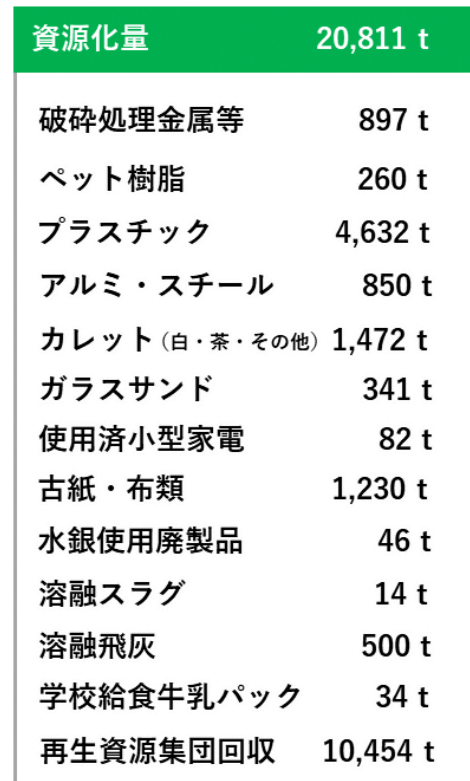 資源化量 20,811 t
破砕処理金属等 897 t
ペット樹脂 260 t
プラスチック 4,632 t
アルミ・スチール 850 t
カレット（白・茶・その他）1,472 t
ガラスサンド 341 t
使用済小型家電 82 t
古紙・布類 1,230 t
水銀使用廃製品 46 t
溶融スラグ 14 t
溶融飛灰 500 t
学校給食牛乳パック 34 t
再生資源集団回収 10,454 t